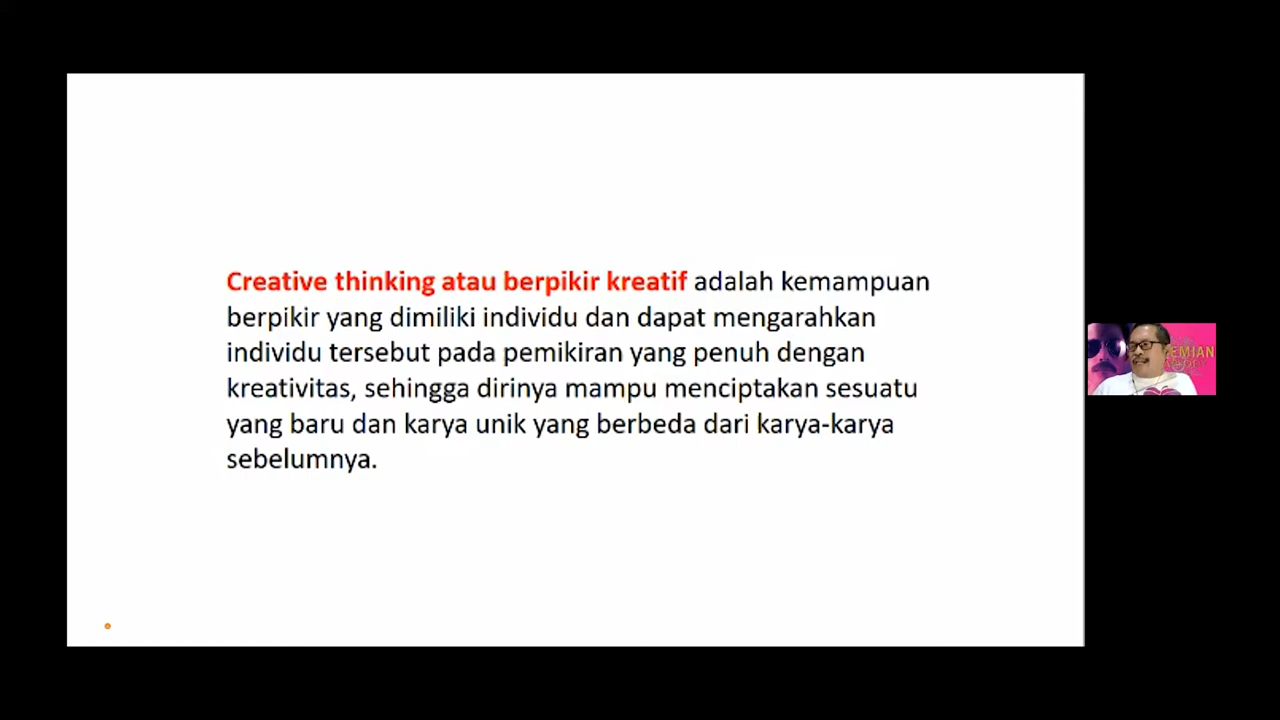 Creative thinking atau berpikir kreatif adalah kemampuan
berpikir yang dimiliki individu dan dapat mengarahkan
individu tersebut pada pemikiran yang penuh dengan
kreativitas, sehingga dirinya mampu menciptakan sesuatu
yang baru dan karya unik yang berbeda dari karya-karya
sebelumnya.
EMIAN